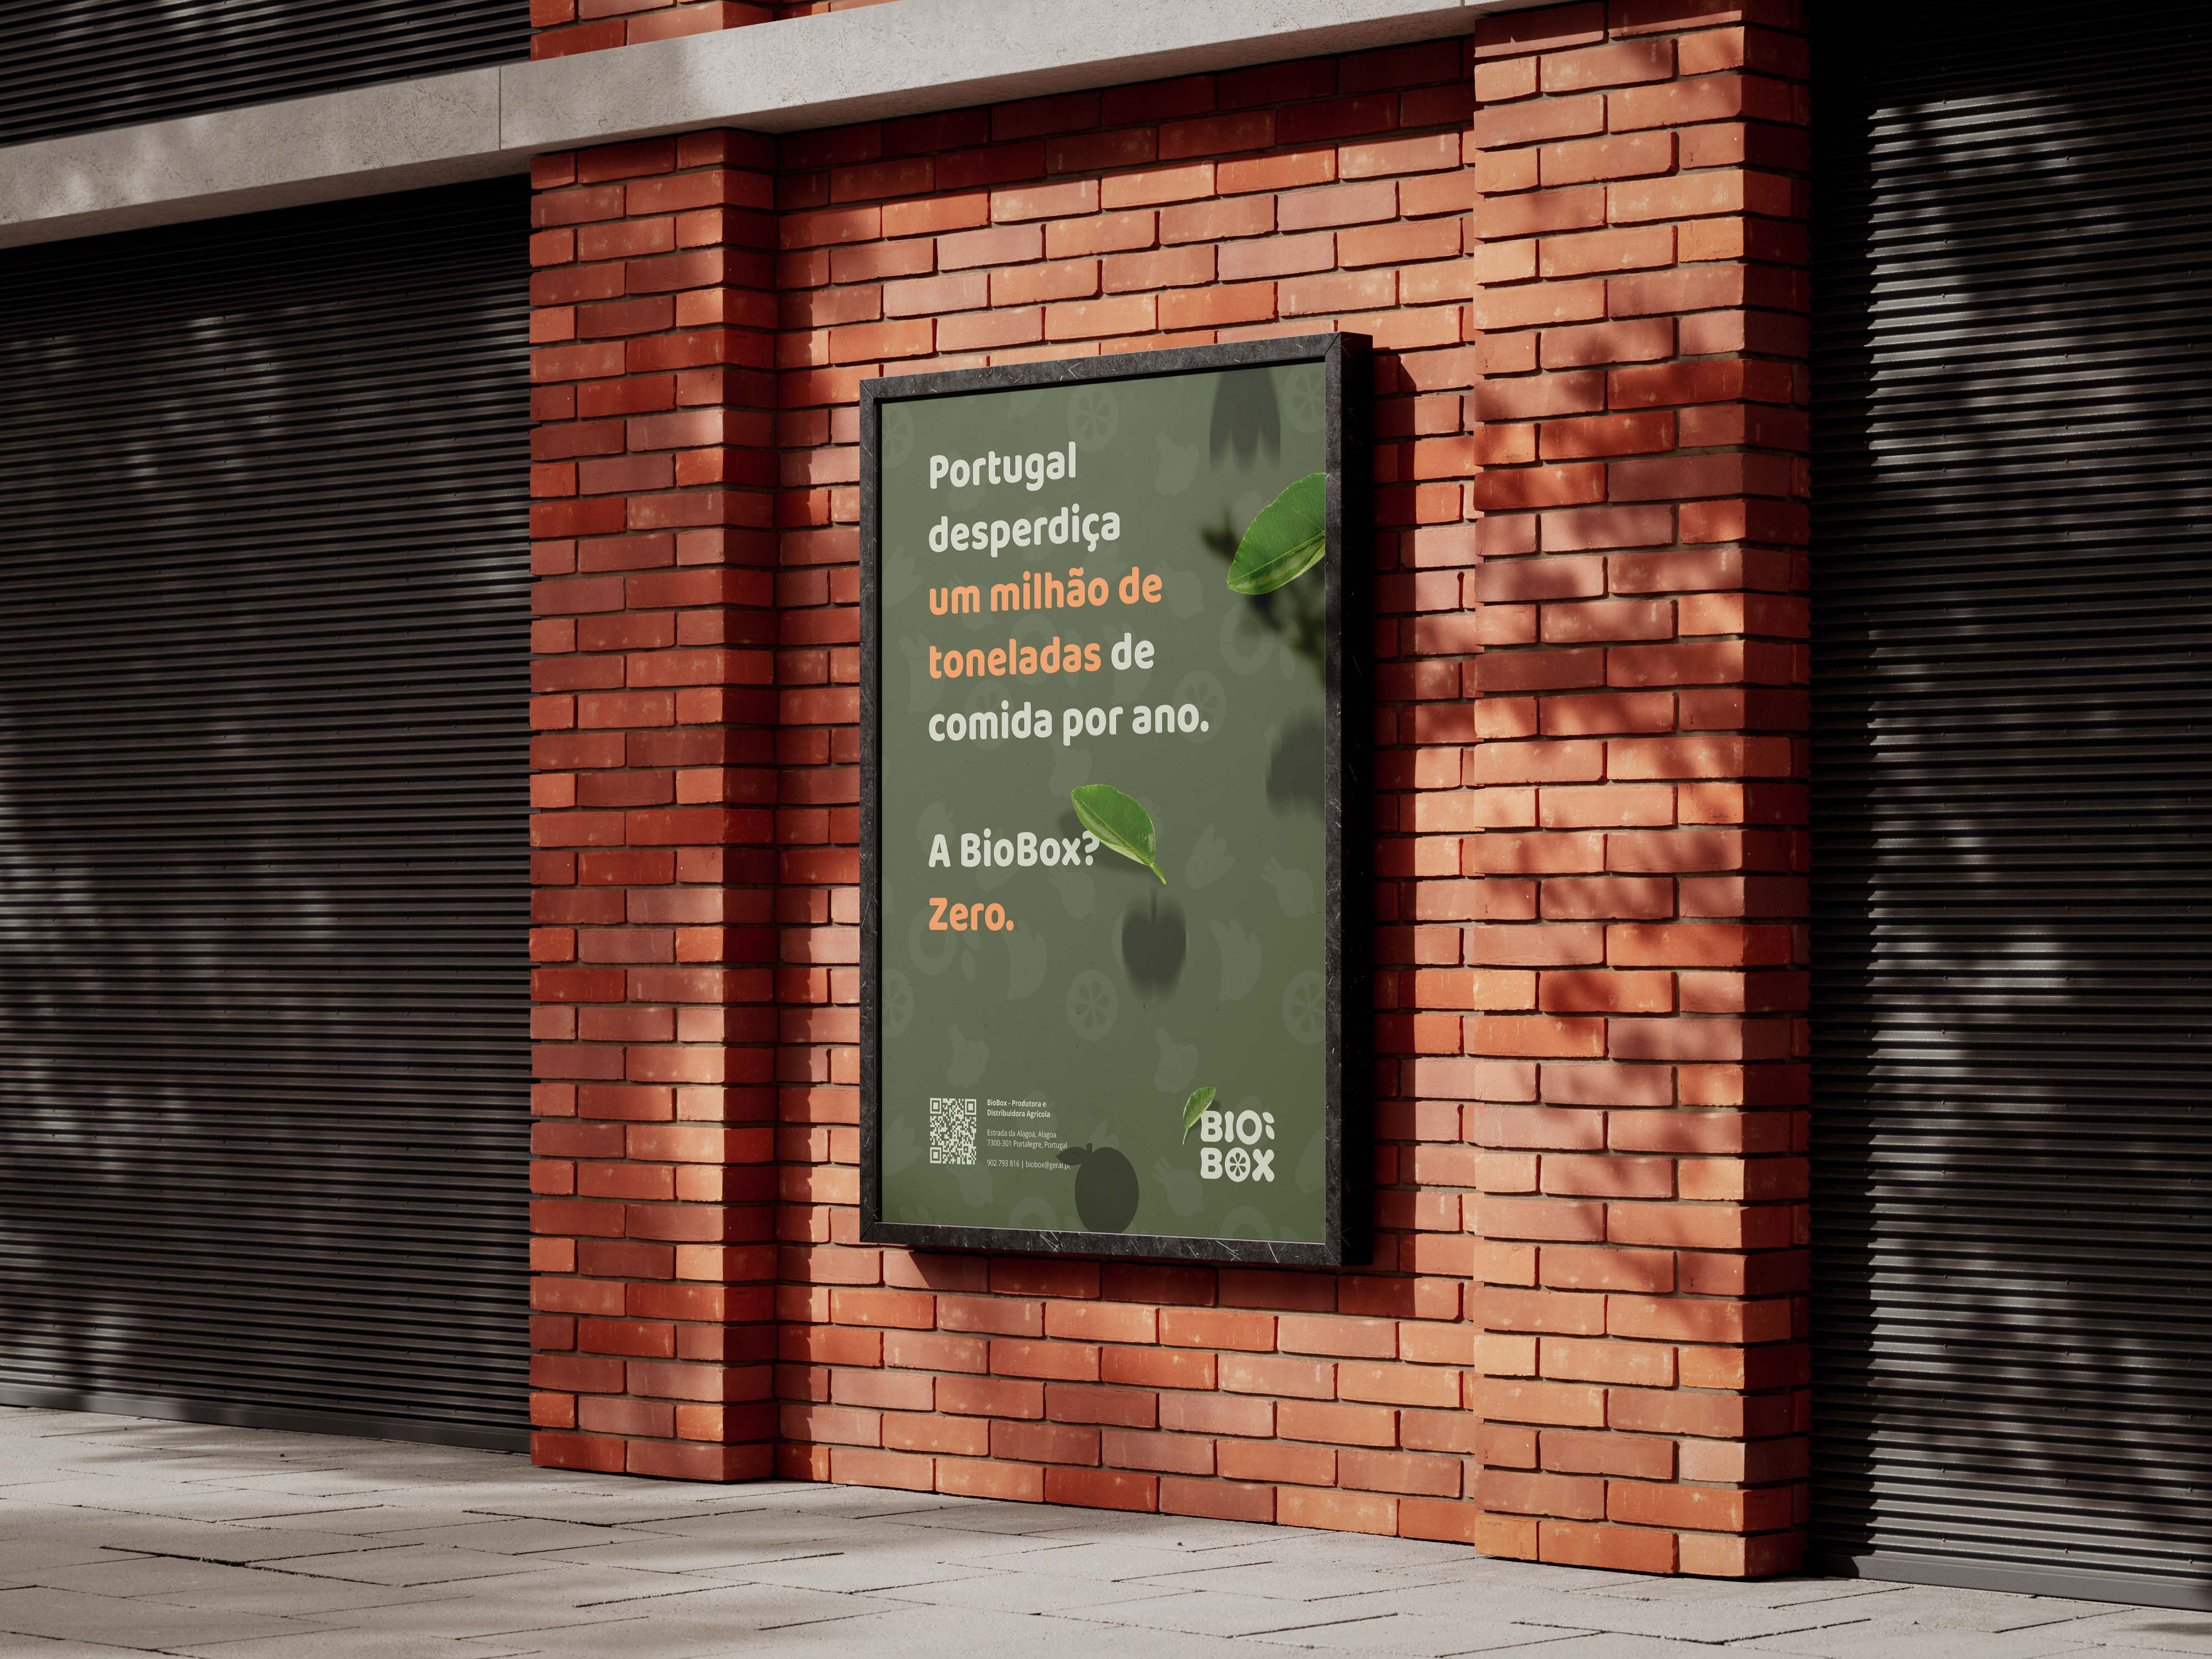 Portugal
desperdiça
um milhão de
toneladas de
comida por ano.
A BioBox?
Zero.
BioBox - Produtora e
Distribuidora Agrícola
Estrada da Alagoa, Alagoa
7300-301 Portalegre, Portugal
902 793 816 | biobox@geral.pt
BIO
BOX